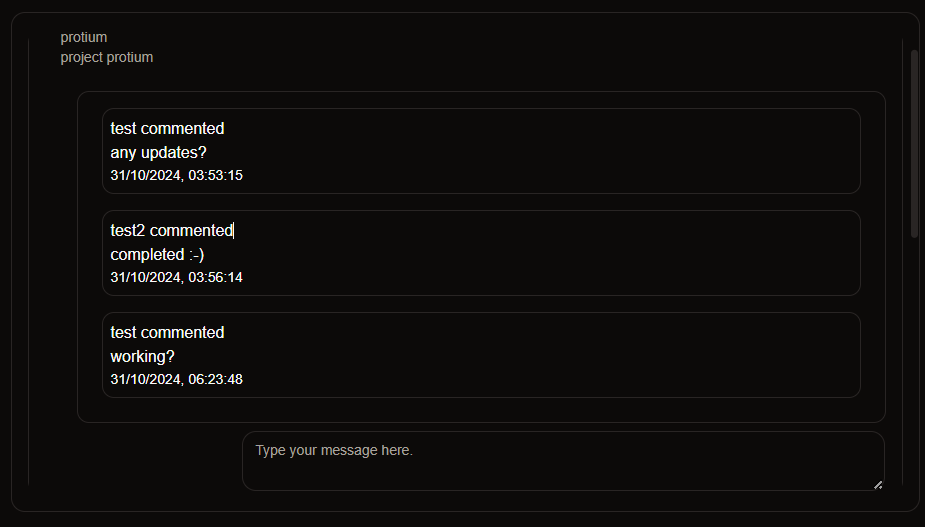 protium
project protium
test commented
any updates?
31/10/2024, 03:53:15
test2 commented
completed :-)
31/10/2024, 03:56:14
test commented
working?
31/10/2024, 06:23:48
Type your message here.